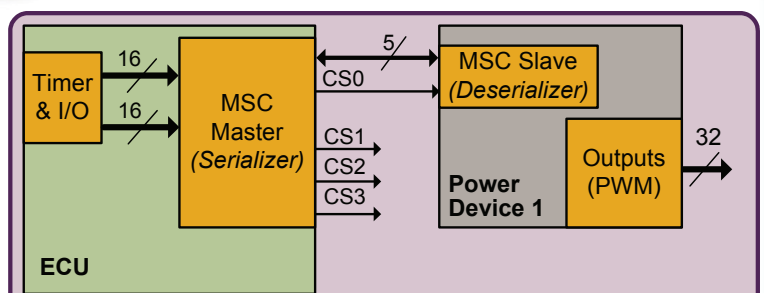 Timer
& I/O
16
16
MSC
Master
(Serializer)
5
CS0
CS1
CS2
CS3
MSC Slave
(Deserializer)
Outputs
(PWM)
32
Power
Device 1
ECU